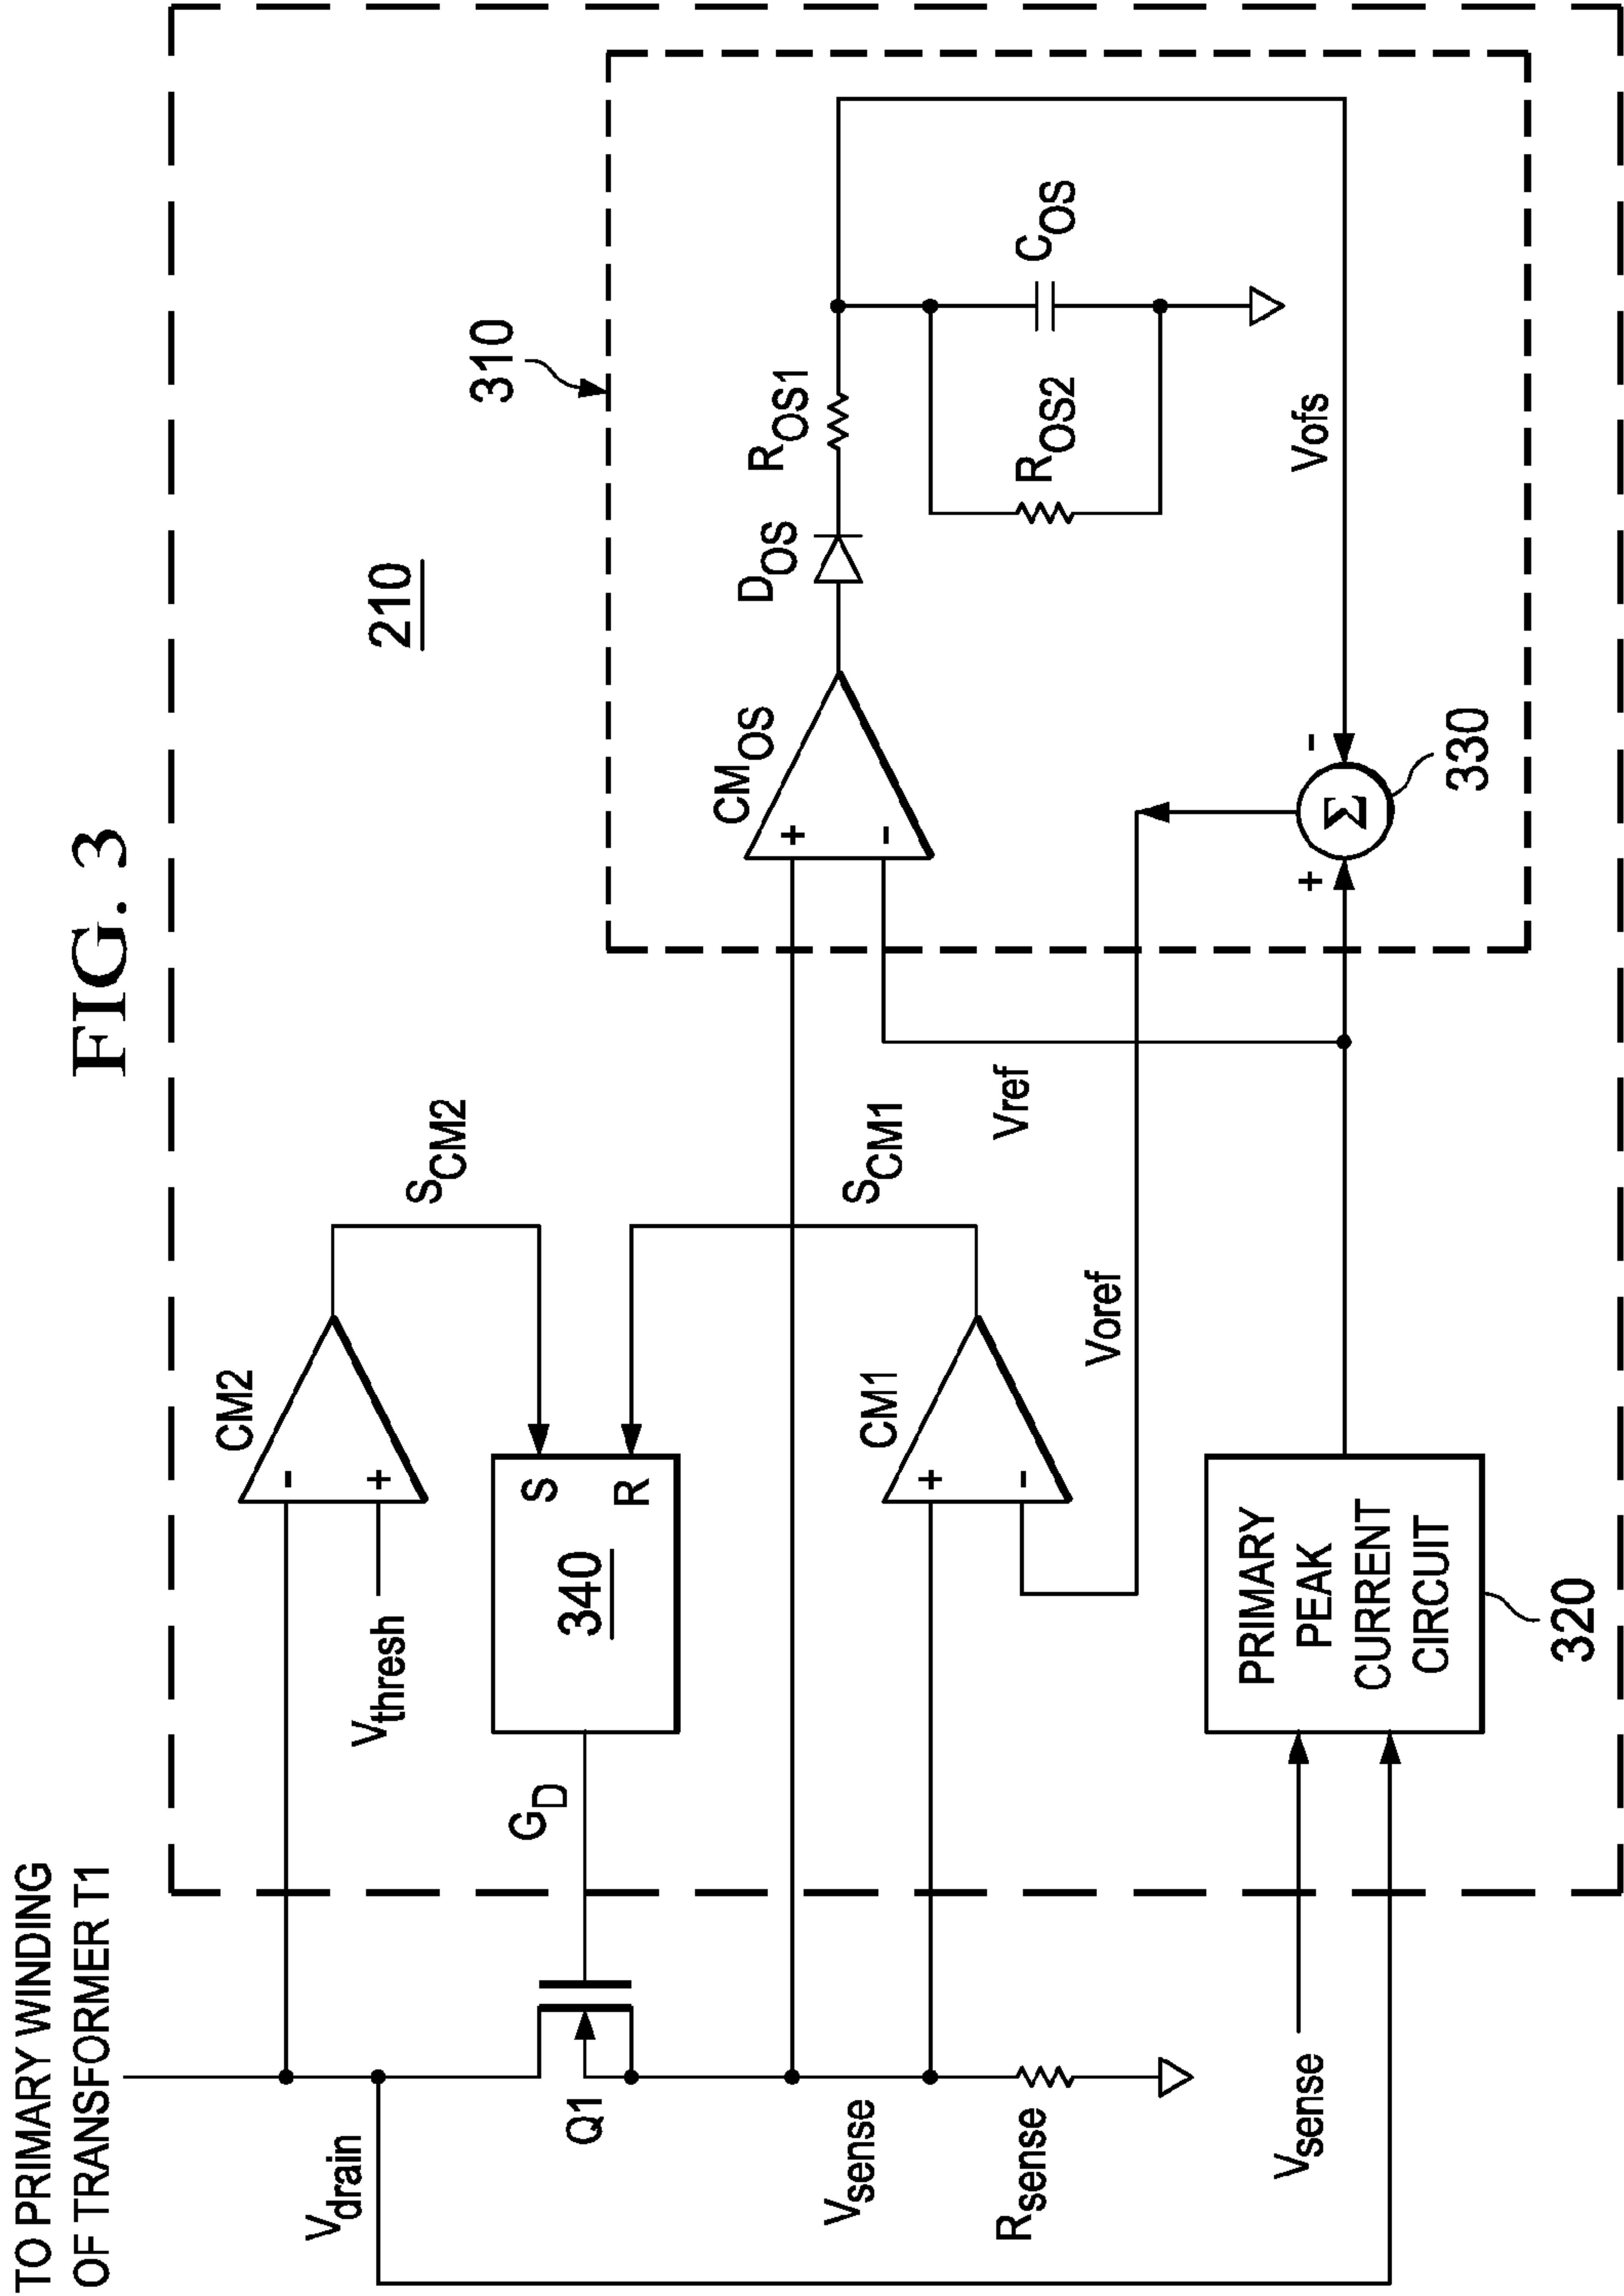 FIG. 3
TO PRIMARY WINDING
OF TRANSFORMER T1
210
310
CM2
-
+
Vthresh
SCM2
S
R
340
GD
Vdrain
Q1
Vsense
Rsense
SCM1
CM1
+
-
Voref
Vref
CMOS
+
-
DOS
ROS1
ROS2
COS
Vofs
Σ
+
-
330
PRIMARY
PEAK
CURRENT
CIRCUIT
320
Vsense